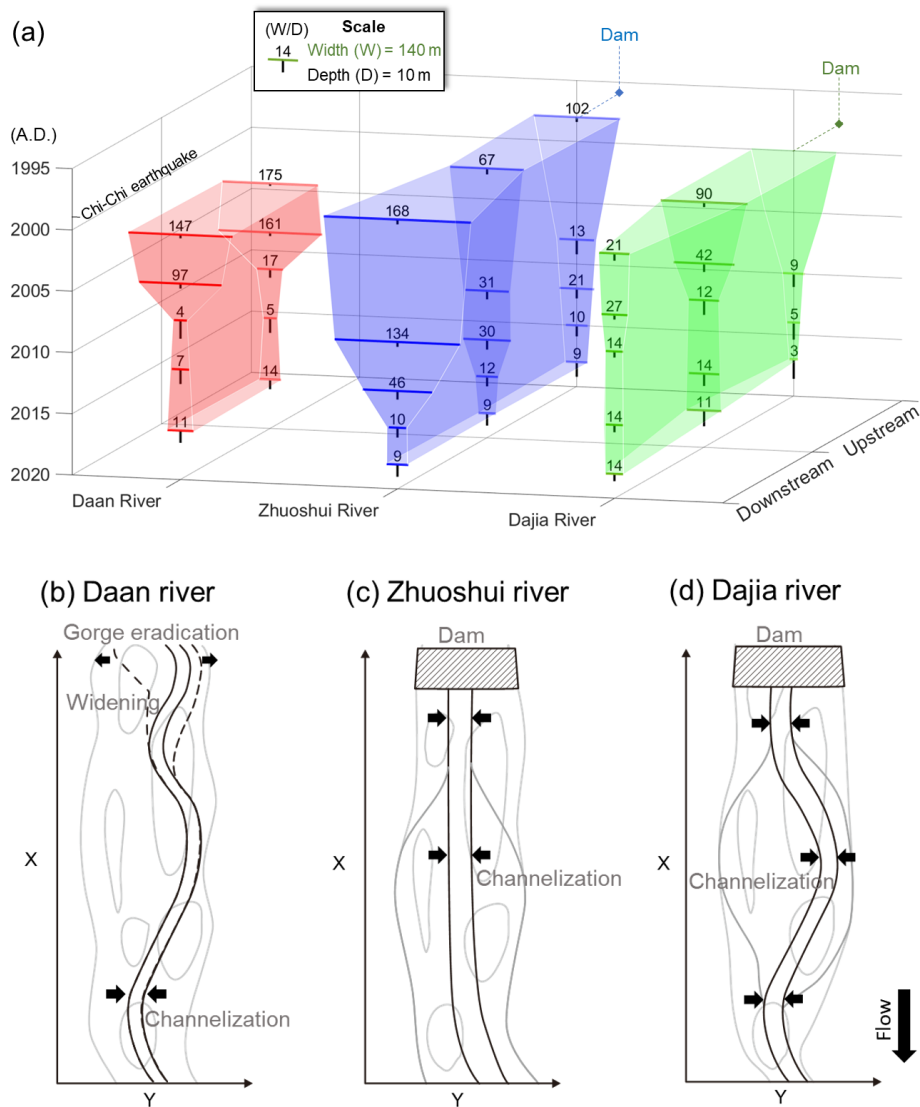 (a)
(W/D) Scale
14 Width (W) = 140 m
Depth (D) = 10 m
Dam
Dam
(A.D.)
1995
2000
2005
2010
2015
2020
Chi-Chi earthquake
175
147
161
97
17
4
5
7
14
11
102
67
168
13
31
21
134
30
10
46
12
9
10
9
9
90
21
42
9
27
12
5
14
14
3
14
11
14
Daan River
Zhuoshui River
Dajia River
Downstream
Upstream
(b) Daan river
Gorge eradication
Widening
Channelization
X
Y
(c) Zhuoshui river
Dam
Channelization
X
Y
(d) Dajia river
Dam
Channelization
X
Y
Flow